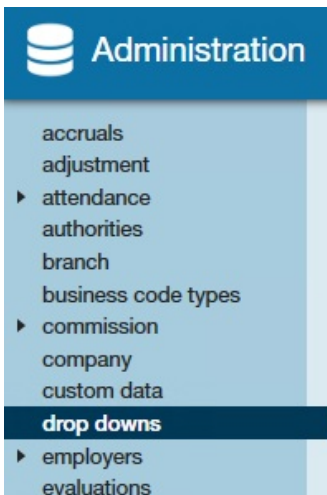 Administration
accruals
adjustment
attendance
authorities
branch
business code types
commission
company
custom data
drop downs
employers
evaluations